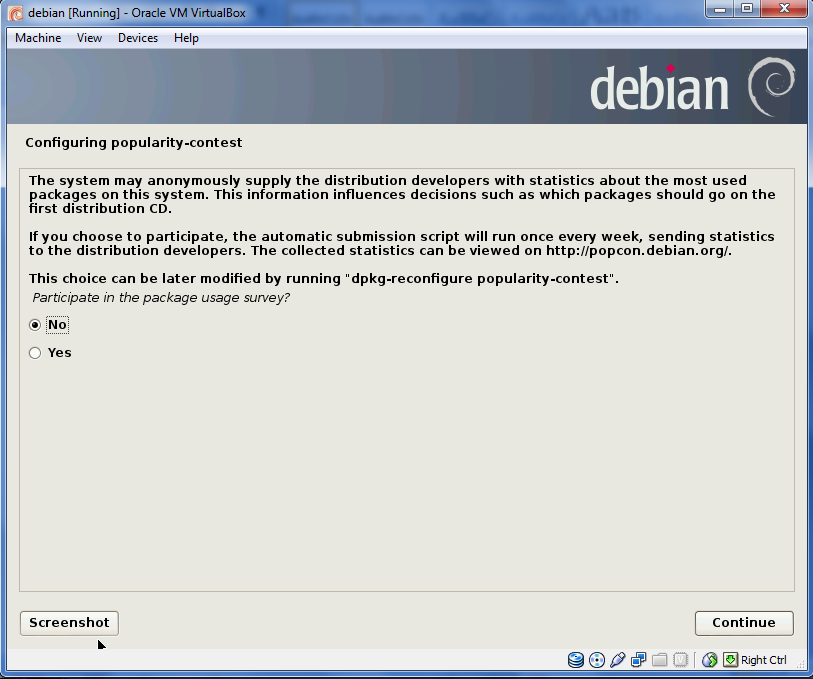 debian [Running] - Oracle VM VirtualBox
Machine View Devices Help
debian
Configuring popularity-contest
The system may anonymously supply the distribution developers with statistics about the most used
packages on this system. This information influences decisions such as which packages should go on the
first distribution CD.
If you choose to participate, the automatic submission script will run once every week, sending statistics
to the distribution developers. The collected statistics can be viewed on http://popcon.debian.org/.
This choice can be later modified by running "dpkg-reconfigure popularity-contest".
Participate in the package usage survey?
No
Yes
Screenshot Continue
Right Ctrl